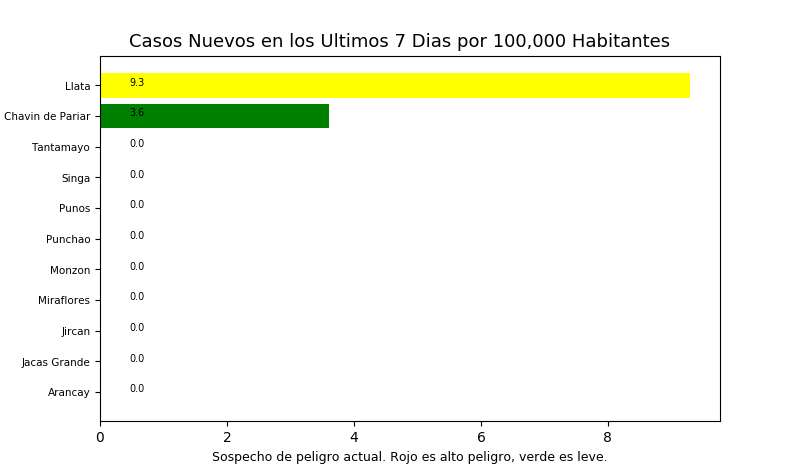 Casos Nuevos en los Ultimos 7 Dias por 100,000 Habitantes
Llata 9.3
Chavin de Pariar 3.6
Tantamayo 0.0
Singa 0.0
Punos 0.0
Punchao 0.0
Monzon 0.0
Miraflores 0.0
Jircan 0.0
Jacas Grande 0.0
Arancay 0.0
0 2 4 6 8
Sospecho de peligro actual. Rojo es alto peligro, verde es leve.